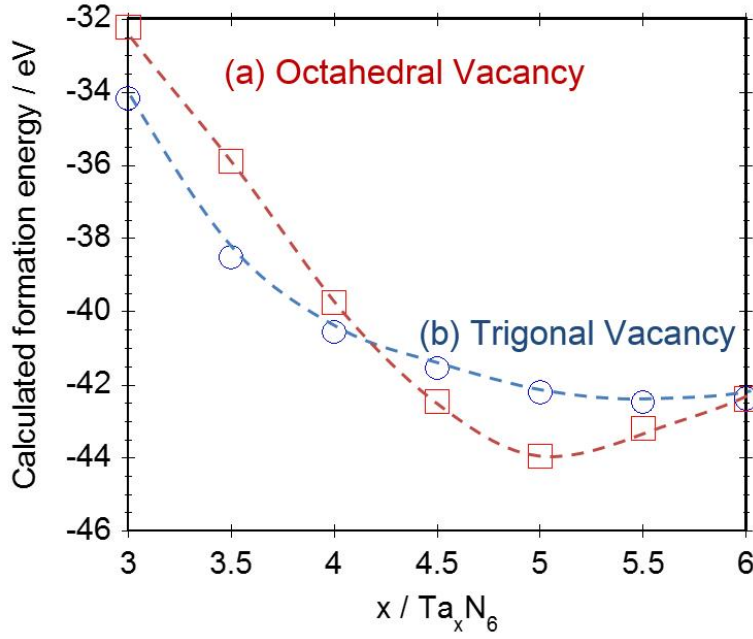 -32
(a) Octahedral Vacancy
-34
-36
-38
-40
(b) Trigonal Vacancy
-42
-44
-46
Calculated formation energy / eV
3 3.5 4 4.5 5 5.5 6
x / TaxN6